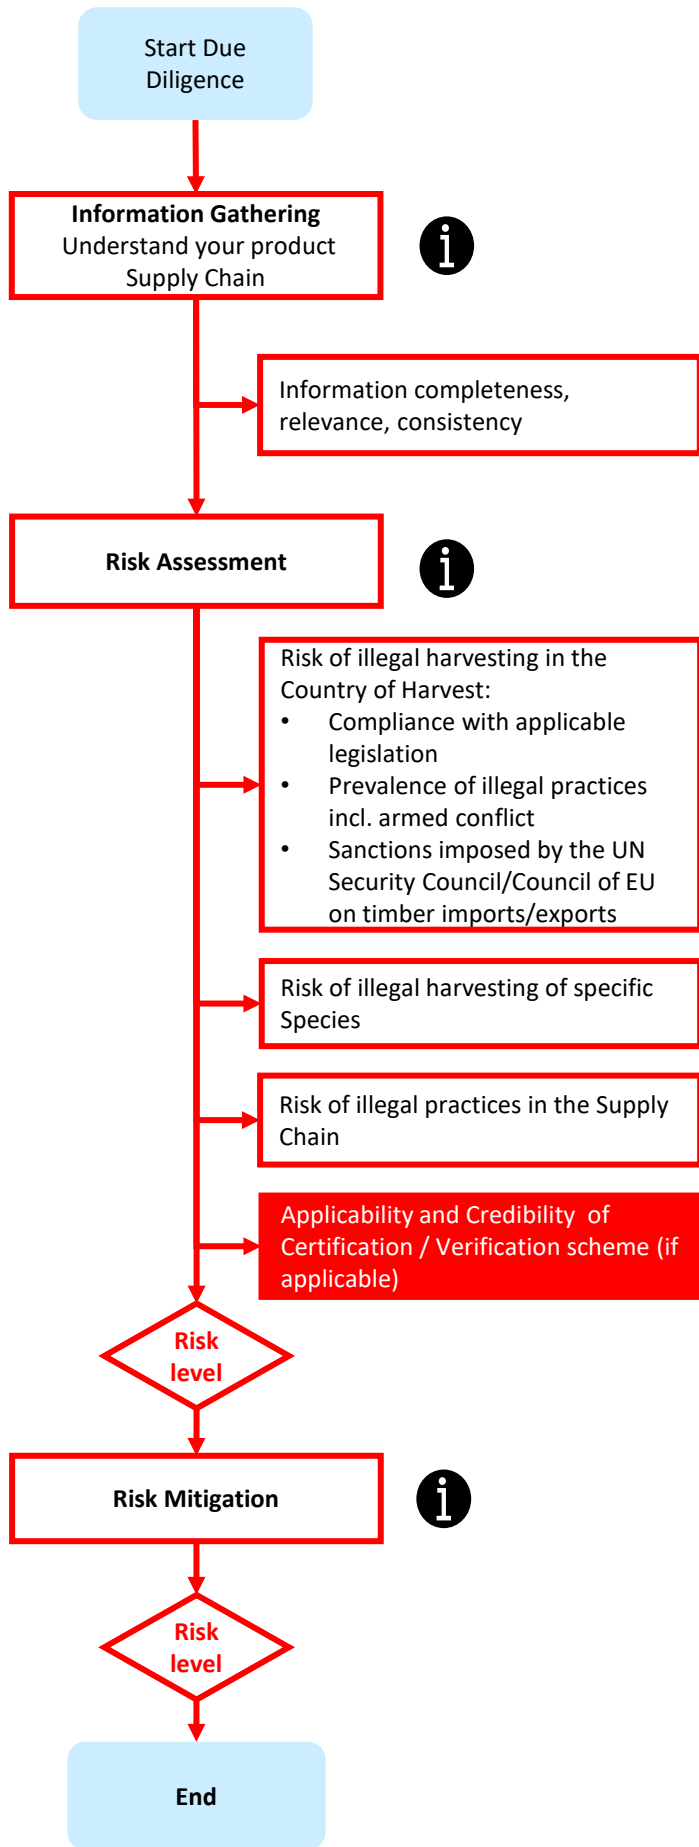 Start Due
Diligence
Information Gathering
Understand your product
Supply Chain
i
Information completeness,
relevance, consistency
Risk Assessment
i
Risk of illegal harvesting in the
Country of Harvest:
• Compliance with applicable
legislation
• Prevalence of illegal practices
incl. armed conflict
• Sanctions imposed by the UN
Security Council/Council of EU
on timber imports/exports
Risk of illegal harvesting of specific
Species
Risk of illegal practices in the Supply
Chain
Applicability and Credibility of
Certification / Verification scheme (if
applicable)
Risk
level
Risk Mitigation
i
Risk
level
End